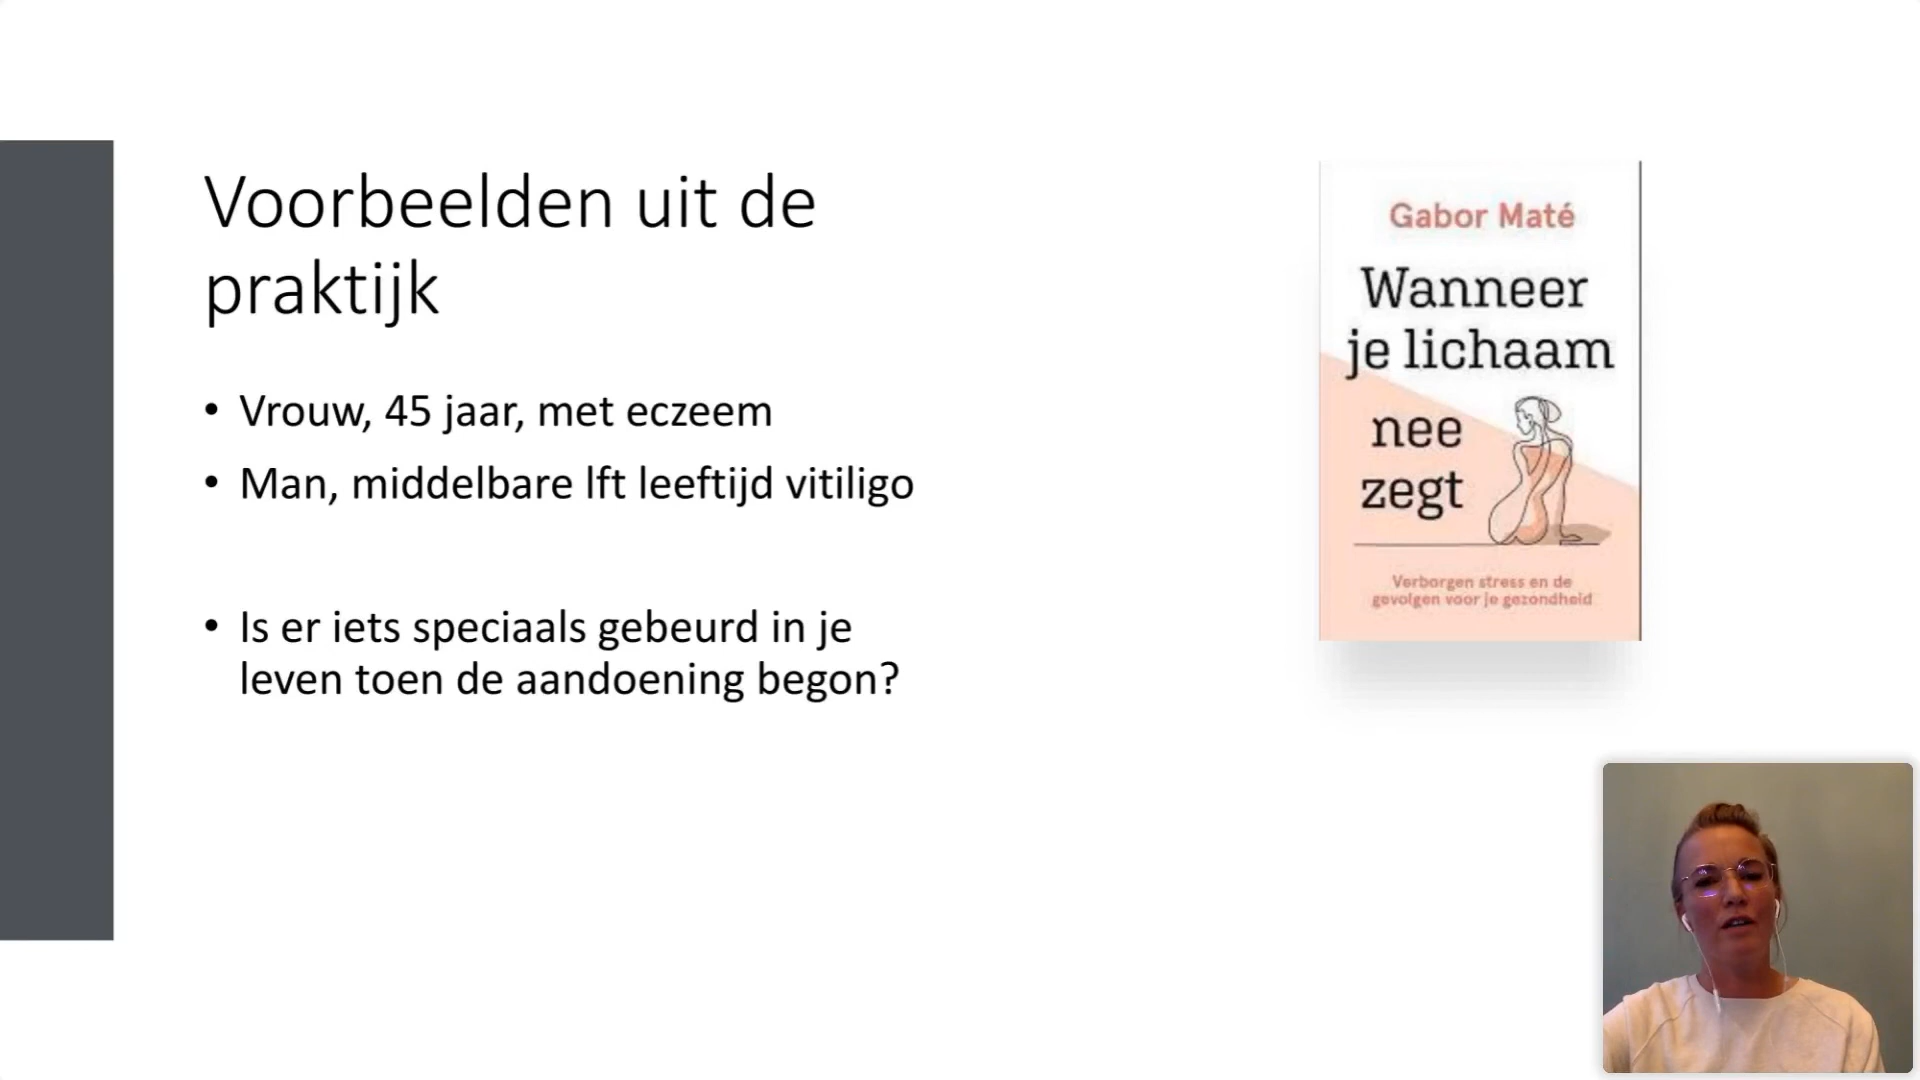 Voorbeelden uit de
praktijk
• Vrouw, 45 jaar, met eczeem
• Man, middelbare lft leeftijd vitiligo
• Is er iets speciaals gebeurd in je
leven toen de aandoening begon?
Gabor Maté
Wanneer
je lichaam
nee
zegt
Verborgen stress en de
gevolgen voor je gezondheid